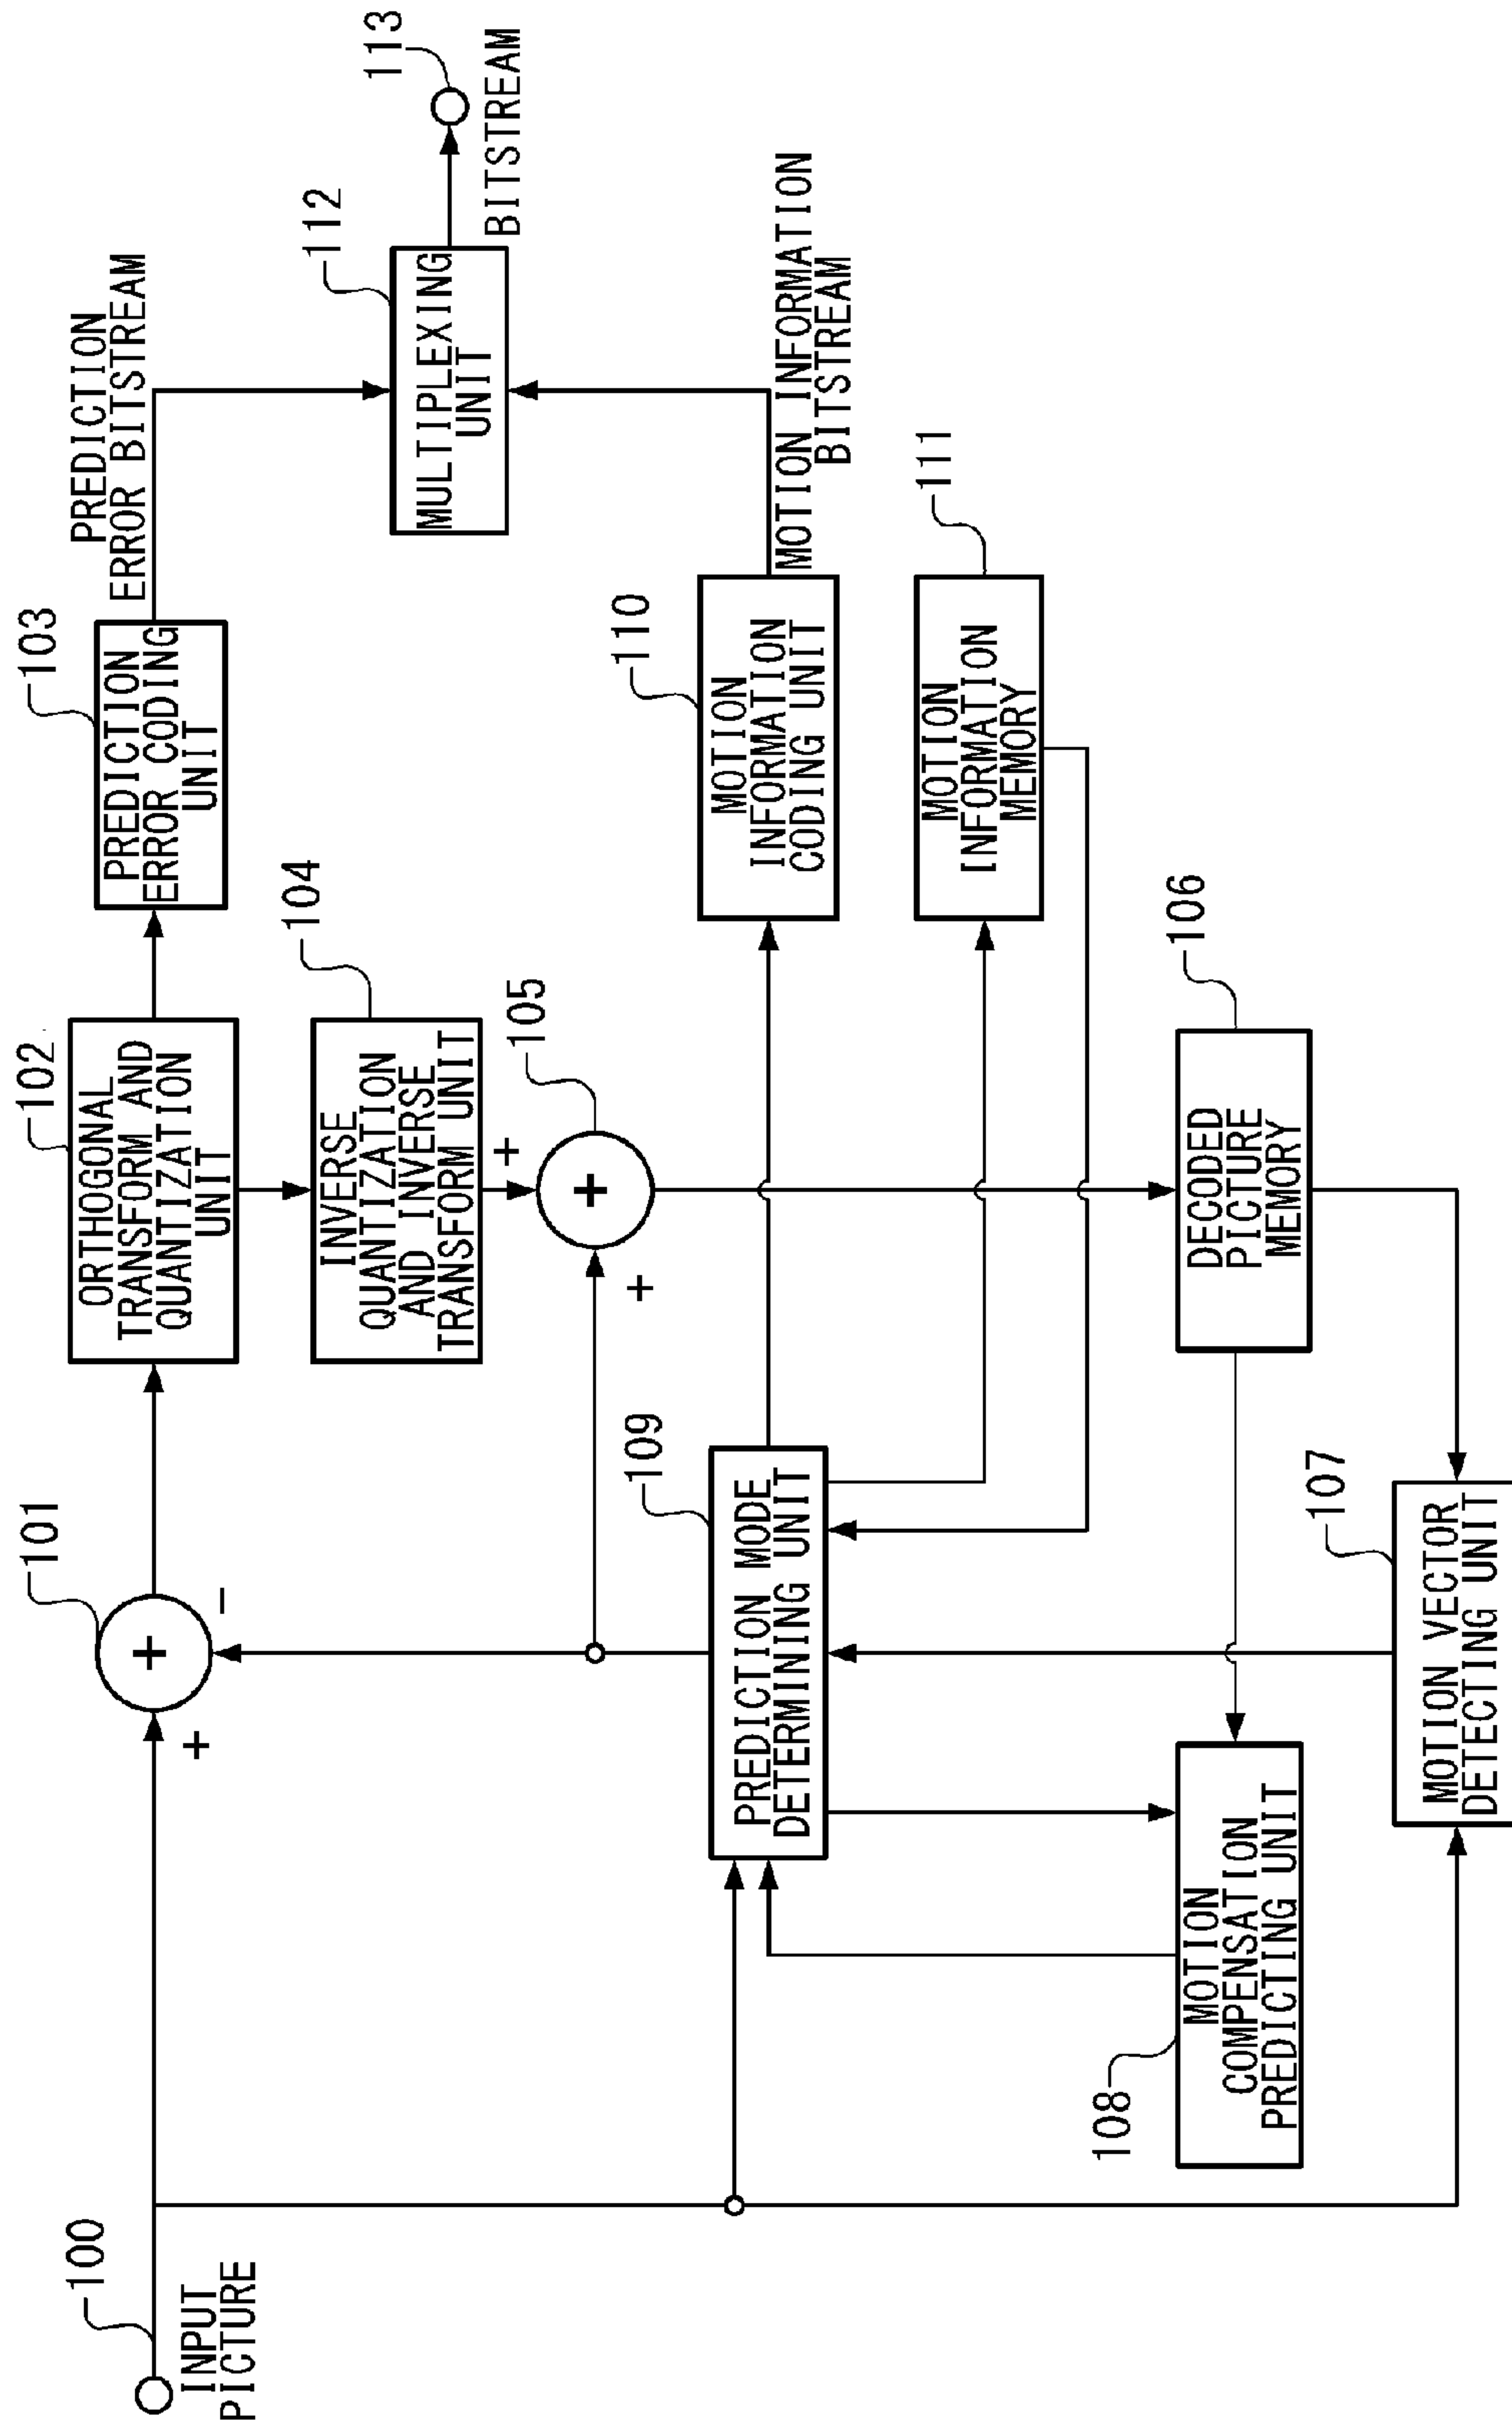 100
INPUT
PICTURE
101
+
+
-
102
ORTHOGONAL
TRANSFORM AND
QUANTIZATION
UNIT
103
PREDICTION
ERROR CODING
UNIT
PREDICTION
ERROR BITSTREAM
104
INVERSE
QUANTIZATION
AND INVERSE
TRANSFORM UNIT
105
+
+
+
112
MULTIPLEXING
UNIT
113
BITSTREAM
109
PREDICTION MODE
DETERMINING UNIT
110
MOTION
INFORMATION
CODING UNIT
MOTION INFORMATION
BITSTREAM
111
MOTION
INFORMATION
MEMORY
108
MOTION
COMPENSATION
PREDICTING UNIT
106
DECODED
PICTURE
MEMORY
107
MOTION VECTOR
DETECTING UNIT